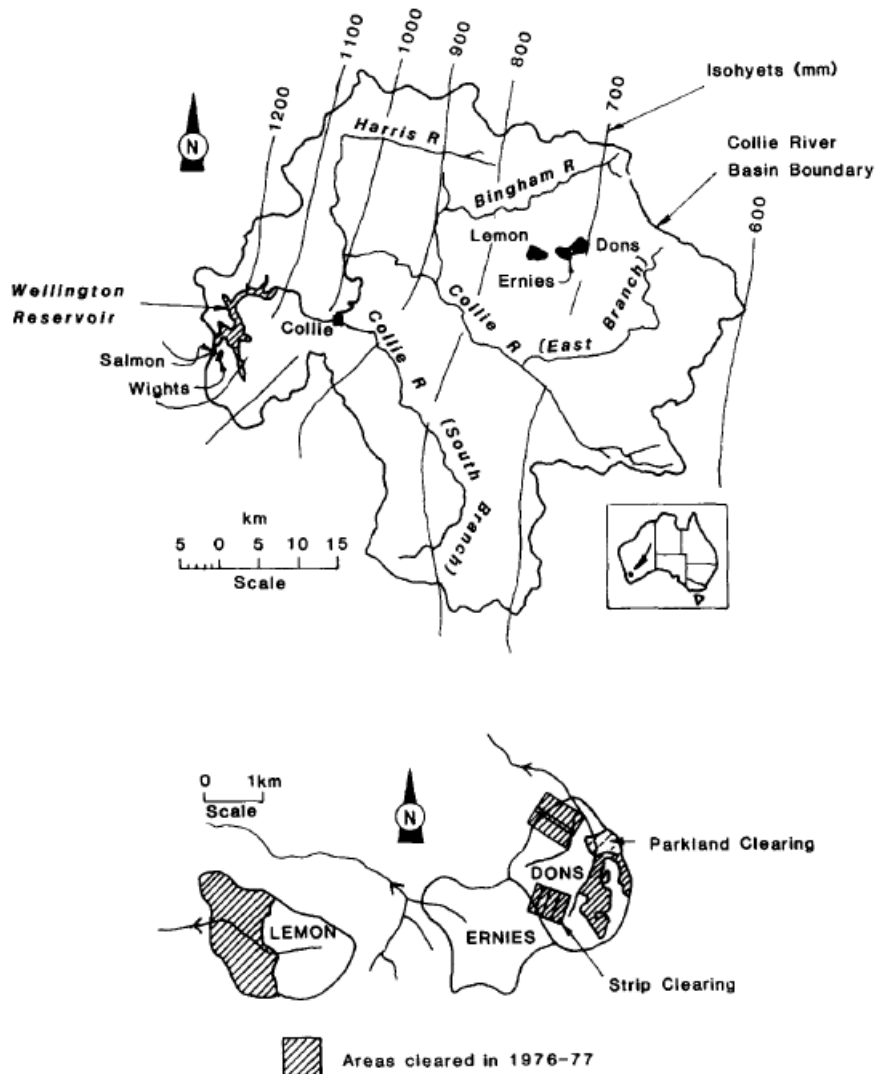 1200
1100
1000
900
800
700
600
Isohyets (mm)
Collie River
Basin Boundary
N
Harris R
Bingham R
Lemon
Dons
Ernies
Wellington
Reservoir
Collie
Collie R
(East
Branch)
Salmon
Wights
Collie R
(South
Branch)
km
5 0 5 10 15
Scale
0 1km
Scale
N
Parkland Clearing
DONS
LEMON
ERNIES
Strip Clearing
Areas cleared in 1976-77